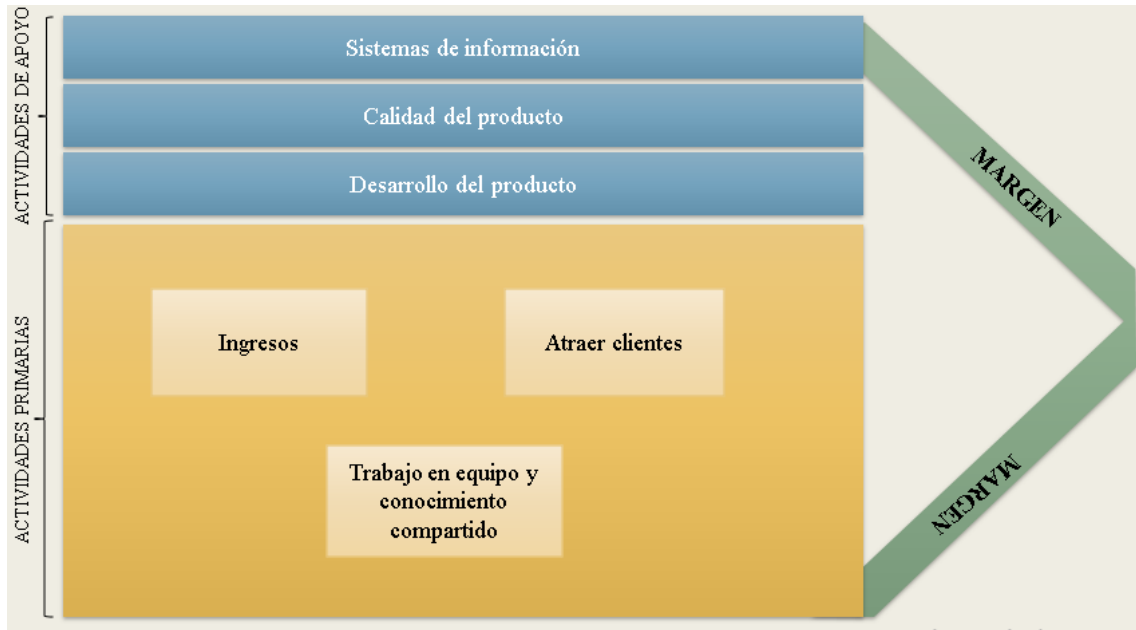 ACTIVIDADES DE APOYO
Sistemas de información
Calidad del producto
Desarrollo del producto
MARGEN
ACTIVIDADES PRIMARIAS
Ingresos
Atraer clientes
Trabajo en equipo y
conocimiento
compartido
MARGEN